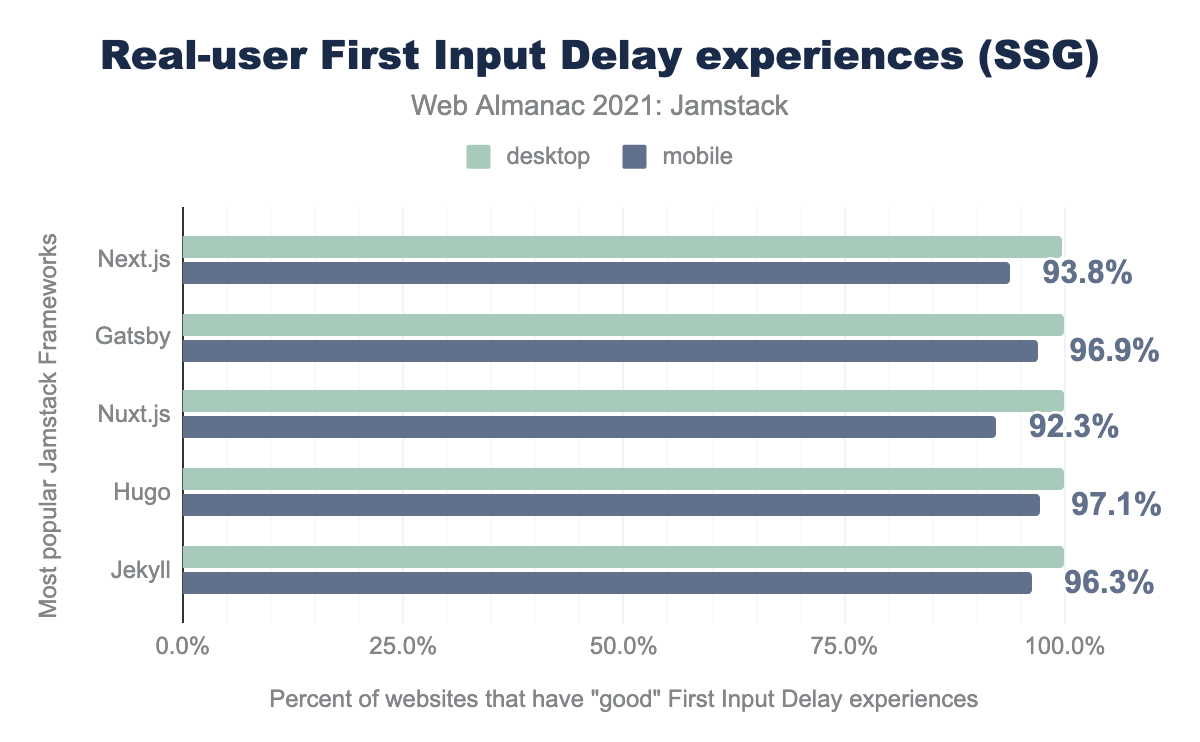 Real-user First Input Delay experiences (SSG)
Web Almanac 2021: Jamstack
desktop
mobile
Most popular Jamstack Frameworks
Next.js
93.8%
Gatsby
96.9%
Nuxt.js
92.3%
Hugo
97.1%
Jekyll
96.3%
0.0% 25.0% 50.0% 75.0% 100.0%
Percent of websites that have "good" First Input Delay experiences